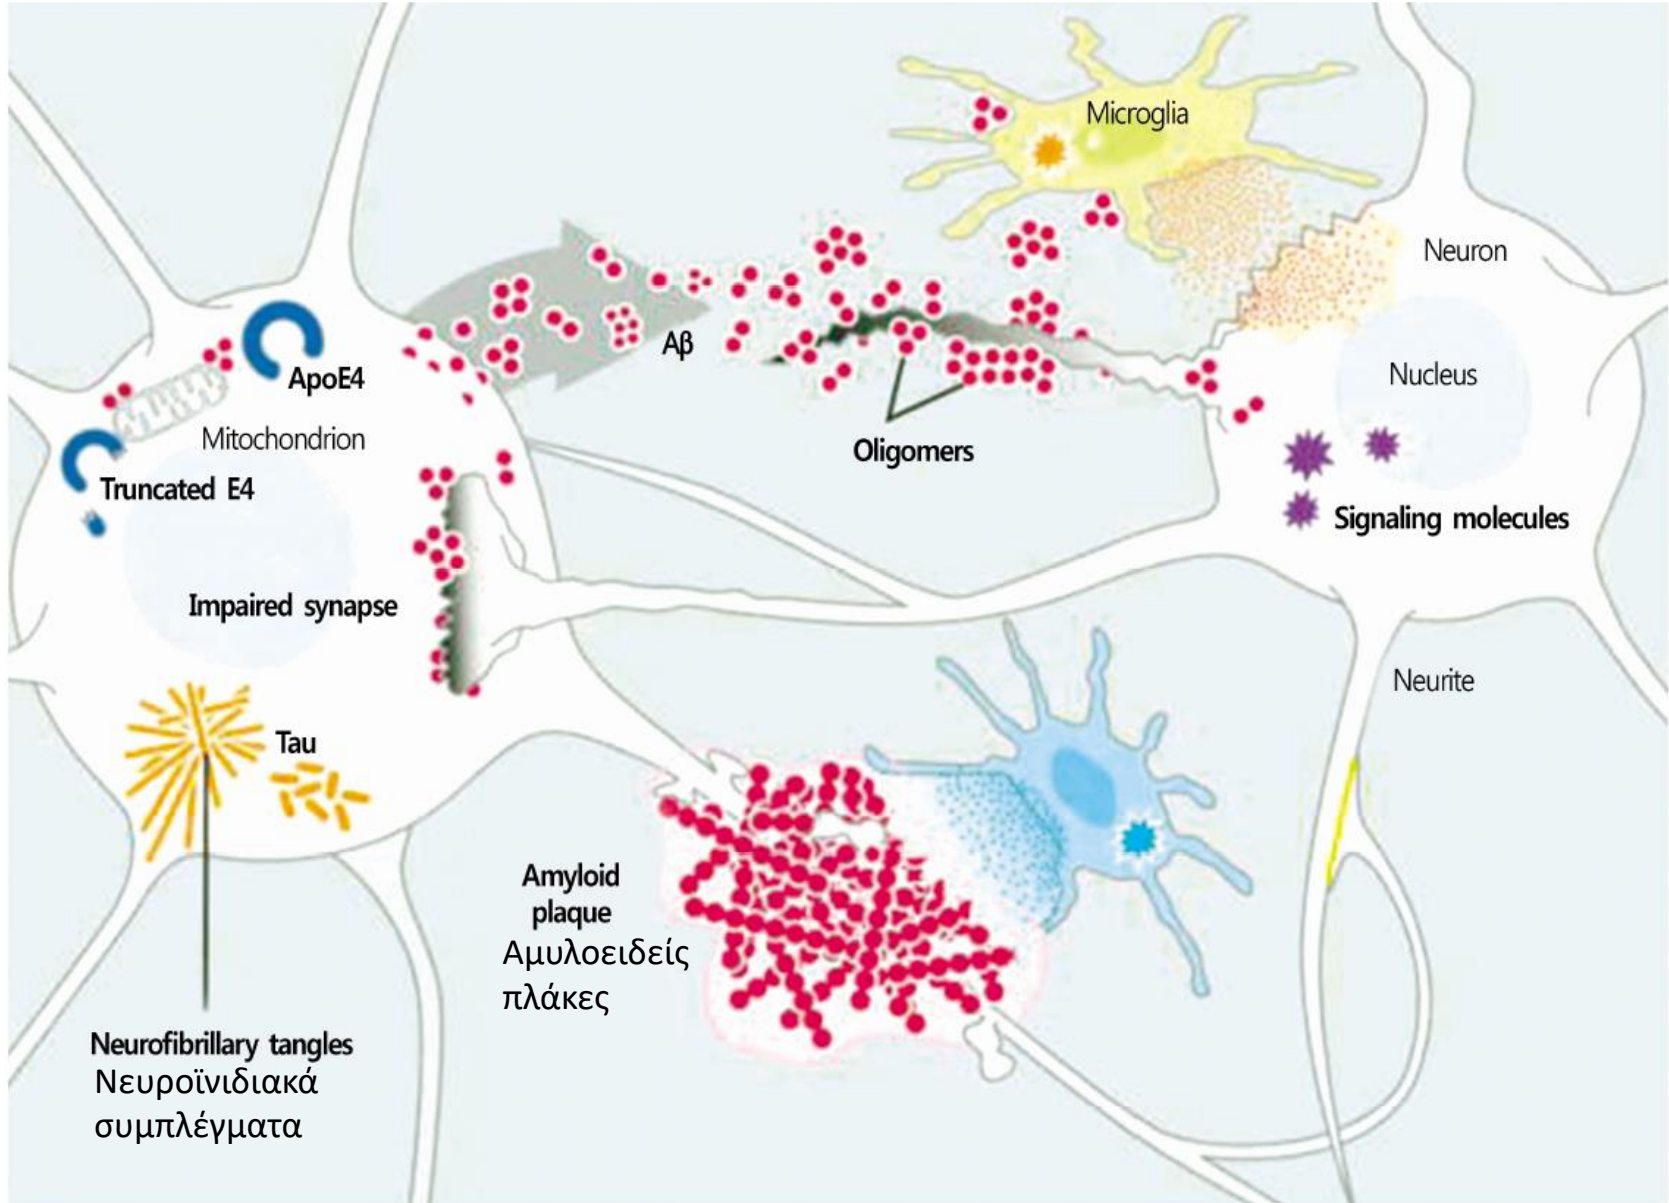 Microglia
Neuron
Aβ
ApoE4
Nucleus
Mitochondrion
Oligomers
Truncated E4
Signaling molecules
Impaired synapse
Neurite
Tau
Amyloid
plaque
Αμυλοειδείς
πλάκες
Neurofibrillary tangles
Νευροϊνιδιακά
συμπλέγματα